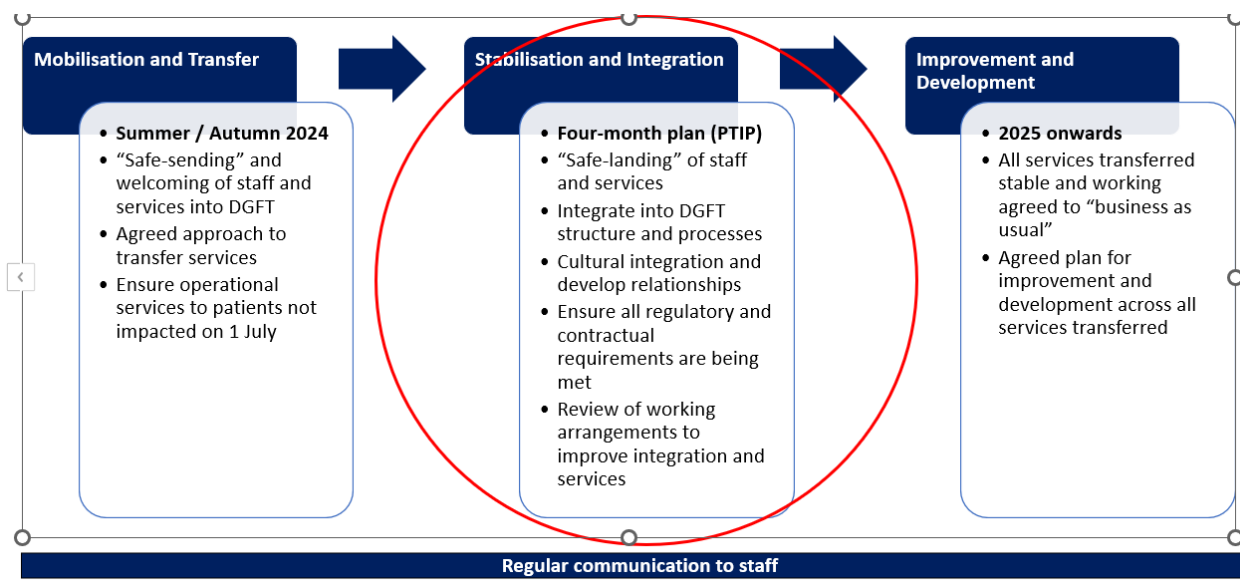 Mobilisation and Transfer
• Summer / Autumn 2024
• “Safe-sending” and
welcoming of staff and
services into DGFT
• Agreed approach to
transfer services
• Ensure operational
services to patients not
impacted on 1 July
Stabilisation and Integration
• Four-month plan (PTIP)
• “Safe-landing” of staff
and services
• Integrate into DGFT
structure and processes
• Cultural integration and
develop relationships
• Ensure all regulatory and
contractual
requirements are being
met
• Review of working
arrangements to
improve integration and
services
Improvement and
Development
• 2025 onwards
• All services transferred
stable and working
agreed to “business as
usual”
• Agreed plan for
improvement and
development across all
services transferred
Regular communication to staff